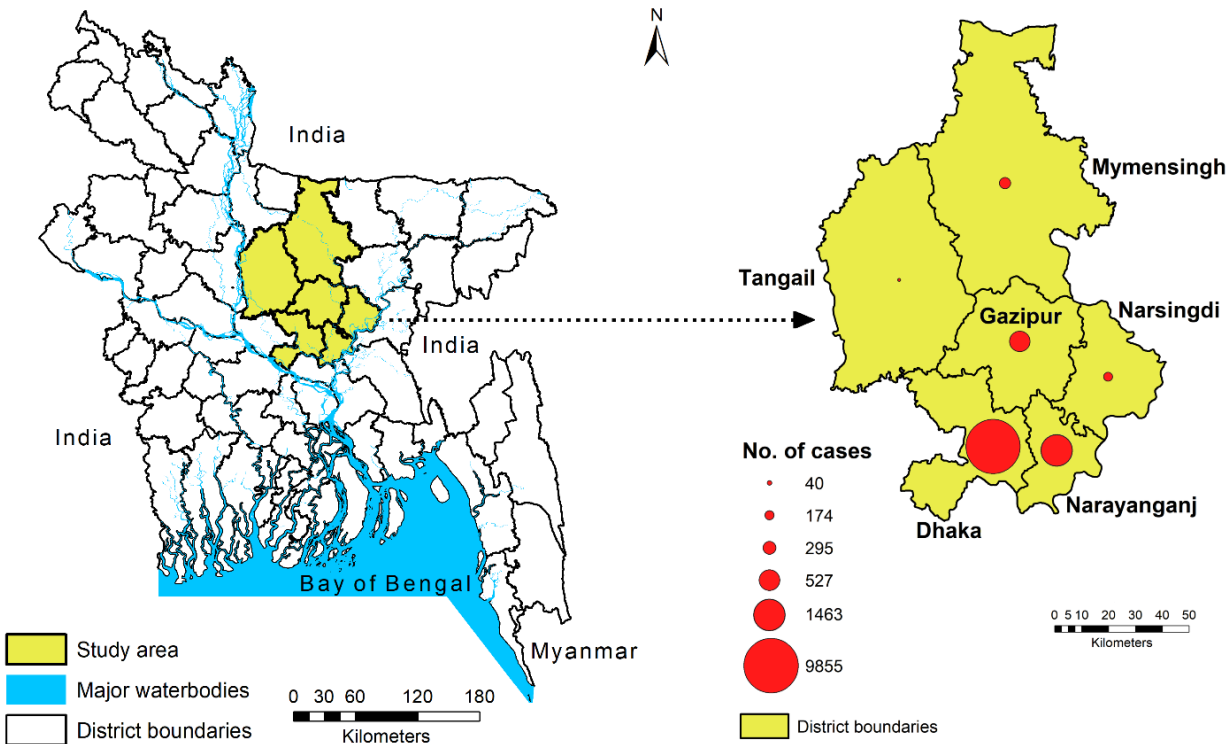 N
India
Mymensingh
Tangail
Narsingdi
Gazipur
India
India
No. of cases
40
174
295
527
1463
9855
Narayanganj
Dhaka
Bay of Bengal
Myanmar
Study area
Major waterbodies
District boundaries
0 30 60 120 180
Kilometers
District boundaries
0 5 10 20 30 40 50
Kilometers